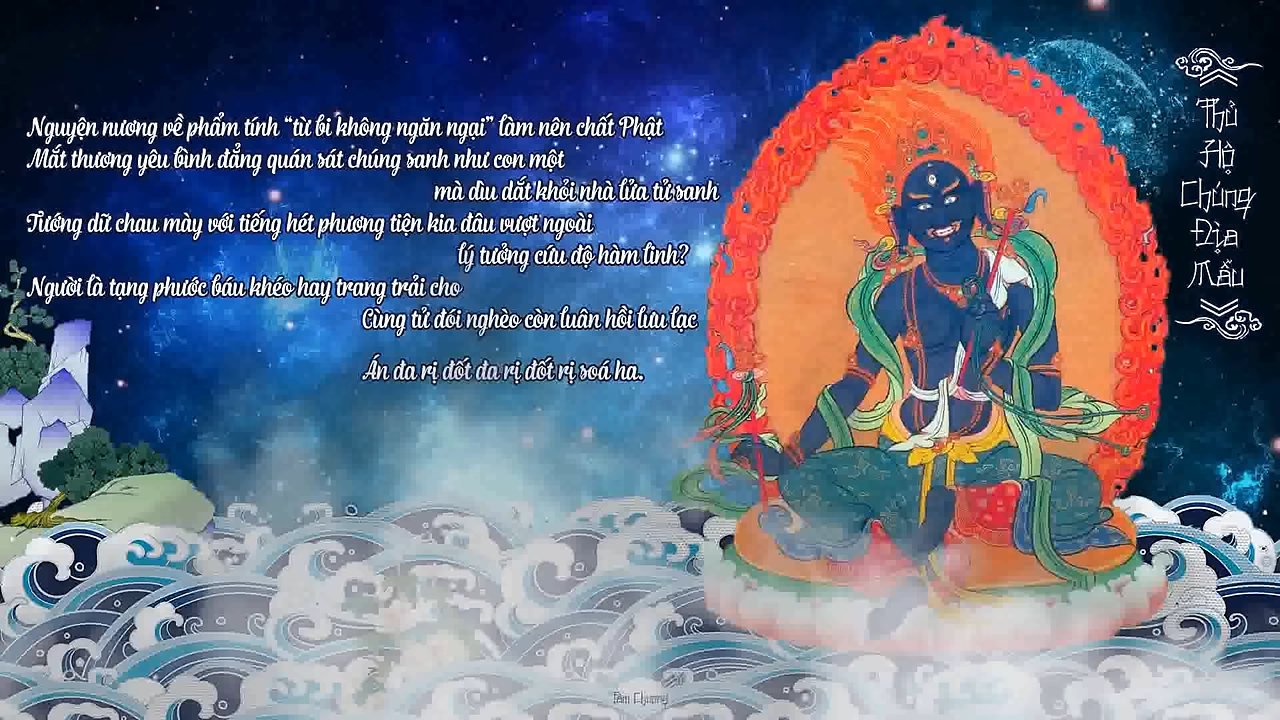 Nguyện nương về phẩm tính “từ bi không ngăn ngại” làm nên chất Phật
Mắt thương yêu bình đẳng quán sát chúng sanh như con một
mà dìu dắt khỏi nhà lửa tử sanh
Tướng dữ chau mày với tiếng hét phương tiện kia đâu vượt ngoài
lý tưởng cứu độ hàm linh?
Người là tạng phước báu khéo hay trang trải cho
Cùng tử đói nghèo còn luân hồi lưu lạc
Án đa rị đốt đa rị đốt rị soá ha.
Thủ
Hộ
Chúng
Địa
Mẫu